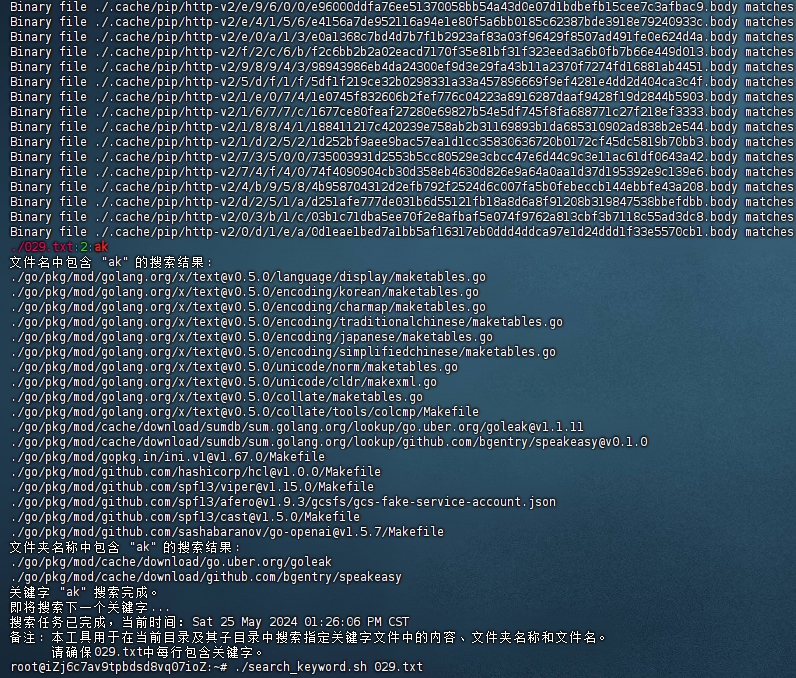 Binary file ./.cache/pip/http-v2/e/9/6/0/0/e96000ddfa76ee51370058bb54a43d0e07d1bdbefb15cee7c3afbac9.body matches
Binary file ./.cache/pip/http-v2/e/4/1/5/6/e4156a7de952116a94e1e80f5a6bb0185c62387bde3918e79240933c.body matches
Binary file ./.cache/pip/http-v2/e/0/a/1/3/e0a1368c7bd4d7b7f1b2923af83a03f96429f8507ad491fe0e624d4a.body matches
Binary file ./.cache/pip/http-v2/f/2/c/6/b/f2c6bb2b2a02eacd7170f35e81bf31f323eed3a6b0fb7b66e449d013.body matches
Binary file ./.cache/pip/http-v2/9/8/9/4/3/98943986eb4da24300ef9d3e29fa43b11a2370f7274fd16881ab4451.body matches
Binary file ./.cache/pip/http-v2/5/d/f/1/f/5df1f219ce32b0298331a33a457896669f9ef4281e4dd2d404ca3c4f.body matches
Binary file ./.cache/pip/http-v2/1/e/0/7/4/1e0745f832606b2fef776c04223a8916287daaf9428f19d2844b5903.body matches
Binary file ./.cache/pip/http-v2/1/6/7/7/c/1677ce80feaf27280e69827b54e5df745f8fa688771c27f218ef3333.body matches
Binary file ./.cache/pip/http-v2/1/8/8/4/1/188411217c420239e758ab2b31169893b1da685310902ad838b2e544.body matches
Binary file ./.cache/pip/http-v2/1/d/2/5/2/1d252bf9aee9bac57ea1d1cc35830636720b0172cf45dc5819b70bb3.body matches
Binary file ./.cache/pip/http-v2/7/3/5/0/0/735003931d2553b5cc80529e3cbcc47e6d44c9c3e11ac61df0643a42.body matches
Binary file ./.cache/pip/http-v2/7/4/f/4/0/74f4090904cb30d358eb4630d826e9a64a0aa1d37d195392e9c139e6.body matches
Binary file ./.cache/pip/http-v2/4/b/9/5/8/4b958704312d2efb792f2524d6c007fa5b0febeccb144ebbfe43a208.body matches
Binary file ./.cache/pip/http-v2/d/2/5/1/a/d251afe777de031b6d55121fb18a8d6a8f91208b319847538bbefdbb.body matches
Binary file ./.cache/pip/http-v2/0/3/b/1/c/03b1c71dba5ee70f2e8afbaf5e074f9762a813cbf3b7118c55ad3dc8.body matches
Binary file ./.cache/pip/http-v2/0/d/1/e/a/0d1eae1bed7a1bb5af16317eb0ddd4ddca97e1d24ddd1f33e5570cb1.body matches
./029.txt:2:ak
文件名中包含 "ak" 的搜索结果:
./go/pkg/mod/golang.org/x/text@v0.5.0/language/display/maketables.go
./go/pkg/mod/golang.org/x/text@v0.5.0/encoding/korean/maketables.go
./go/pkg/mod/golang.org/x/text@v0.5.0/encoding/charmap/maketables.go
./go/pkg/mod/golang.org/x/text@v0.5.0/encoding/traditionalchinese/maketables.go
./go/pkg/mod/golang.org/x/text@v0.5.0/encoding/japanese/maketables.go
./go/pkg/mod/golang.org/x/text@v0.5.0/encoding/simplifiedchinese/maketables.go
./go/pkg/mod/golang.org/x/text@v0.5.0/unicode/norm/maketables.go
./go/pkg/mod/golang.org/x/text@v0.5.0/unicode/cldr/makexml.go
./go/pkg/mod/golang.org/x/text@v0.5.0/collate/maketables.go
./go/pkg/mod/golang.org/x/text@v0.5.0/collate/tools/colcmp/Makefile
./go/pkg/mod/cache/download/sumdb/sum.golang.org/lookup/go.uber.org/goleak@v1.1.11
./go/pkg/mod/cache/download/sumdb/sum.golang.org/lookup/github.com/bgentry/speakeasy@v0.1.0
./go/pkg/mod/gopkg.in/ini.v1@v1.67.0/Makefile
./go/pkg/mod/github.com/hashicorp/hcl@v1.0.0/Makefile
./go/pkg/mod/github.com/spf13/viper@v1.15.0/Makefile
./go/pkg/mod/github.com/spf13/afero@v1.9.3/gcsfs/gcs-fake-service-account.json
./go/pkg/mod/github.com/spf13/cast@v1.5.0/Makefile
./go/pkg/mod/github.com/sashabaranov/go-openai@v1.5.7/Makefile
文件夹名称中包含 "ak" 的搜索结果:
./go/pkg/mod/cache/download/go.uber.org/goleak
./go/pkg/mod/cache/download/github.com/bgentry/speakeasy
关键字 "ak" 搜索完成。
即将搜索下一个关键字...
搜索任务已完成，当前时间: Sat 25 May 2024 01:26:06 PM CST
备注: 本工具用于在当前目录及其子目录中搜索指定关键字文件中的内容、文件夹名称和文件名。
请确保029.txt中每行包含关键字。
root@iZj6c7av9tpbdsd8vq07ioZ:~# ./search_keyword.sh 029.txt